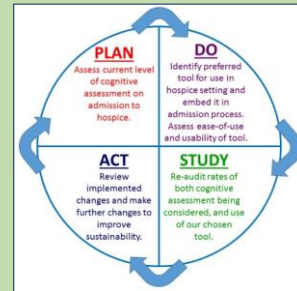 PLAN
Assess current level
of cognitive
assessment on
admission to
hospice.
DO
Identify preferred
tool for use in
hospice setting and
embed it in
admission process.
Assess ease-of-use
and usability of tool.
ACT
Review
implemented
changes and make
further changes to
improve
sustainability.
STUDY
Re-audit rates of
both cognitive
assessment being
considered, and use
of our chosen
tool.